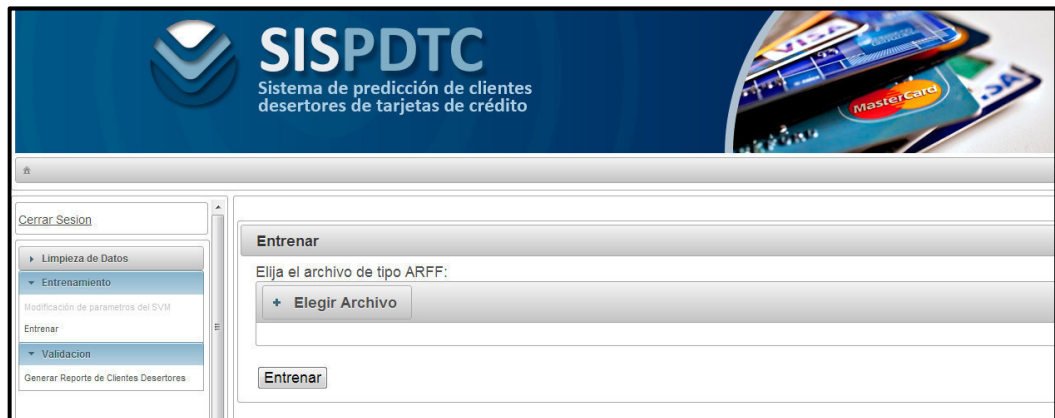 SISPDTC
Sistema de predicción de clientes
desertores de tarjetas de crédito
VISA
MasterCard
Cerrar Sesion
Limpieza de Datos
Entrenamiento
Modificación de parametros del SVM
Entrenar
Validacion
Generar Reporte de Clientes Desertores
Entrenar
Elija el archivo de tipo ARFF:
+ Elegir Archivo
Entrenar